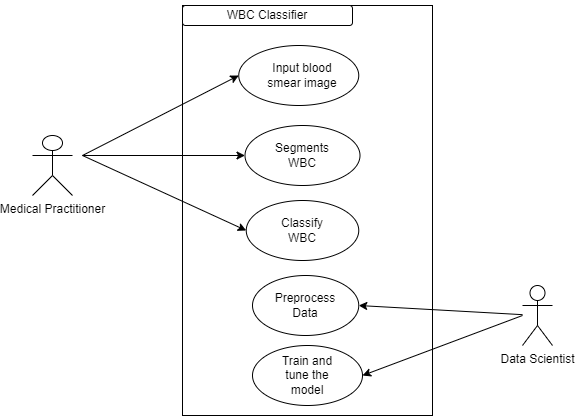 WBC Classifier
Input blood
smear image
Segments
WBC
Medical Practitioner
Classify
WBC
Preprocess
Data
Data Scientist
Train and
tune the
model